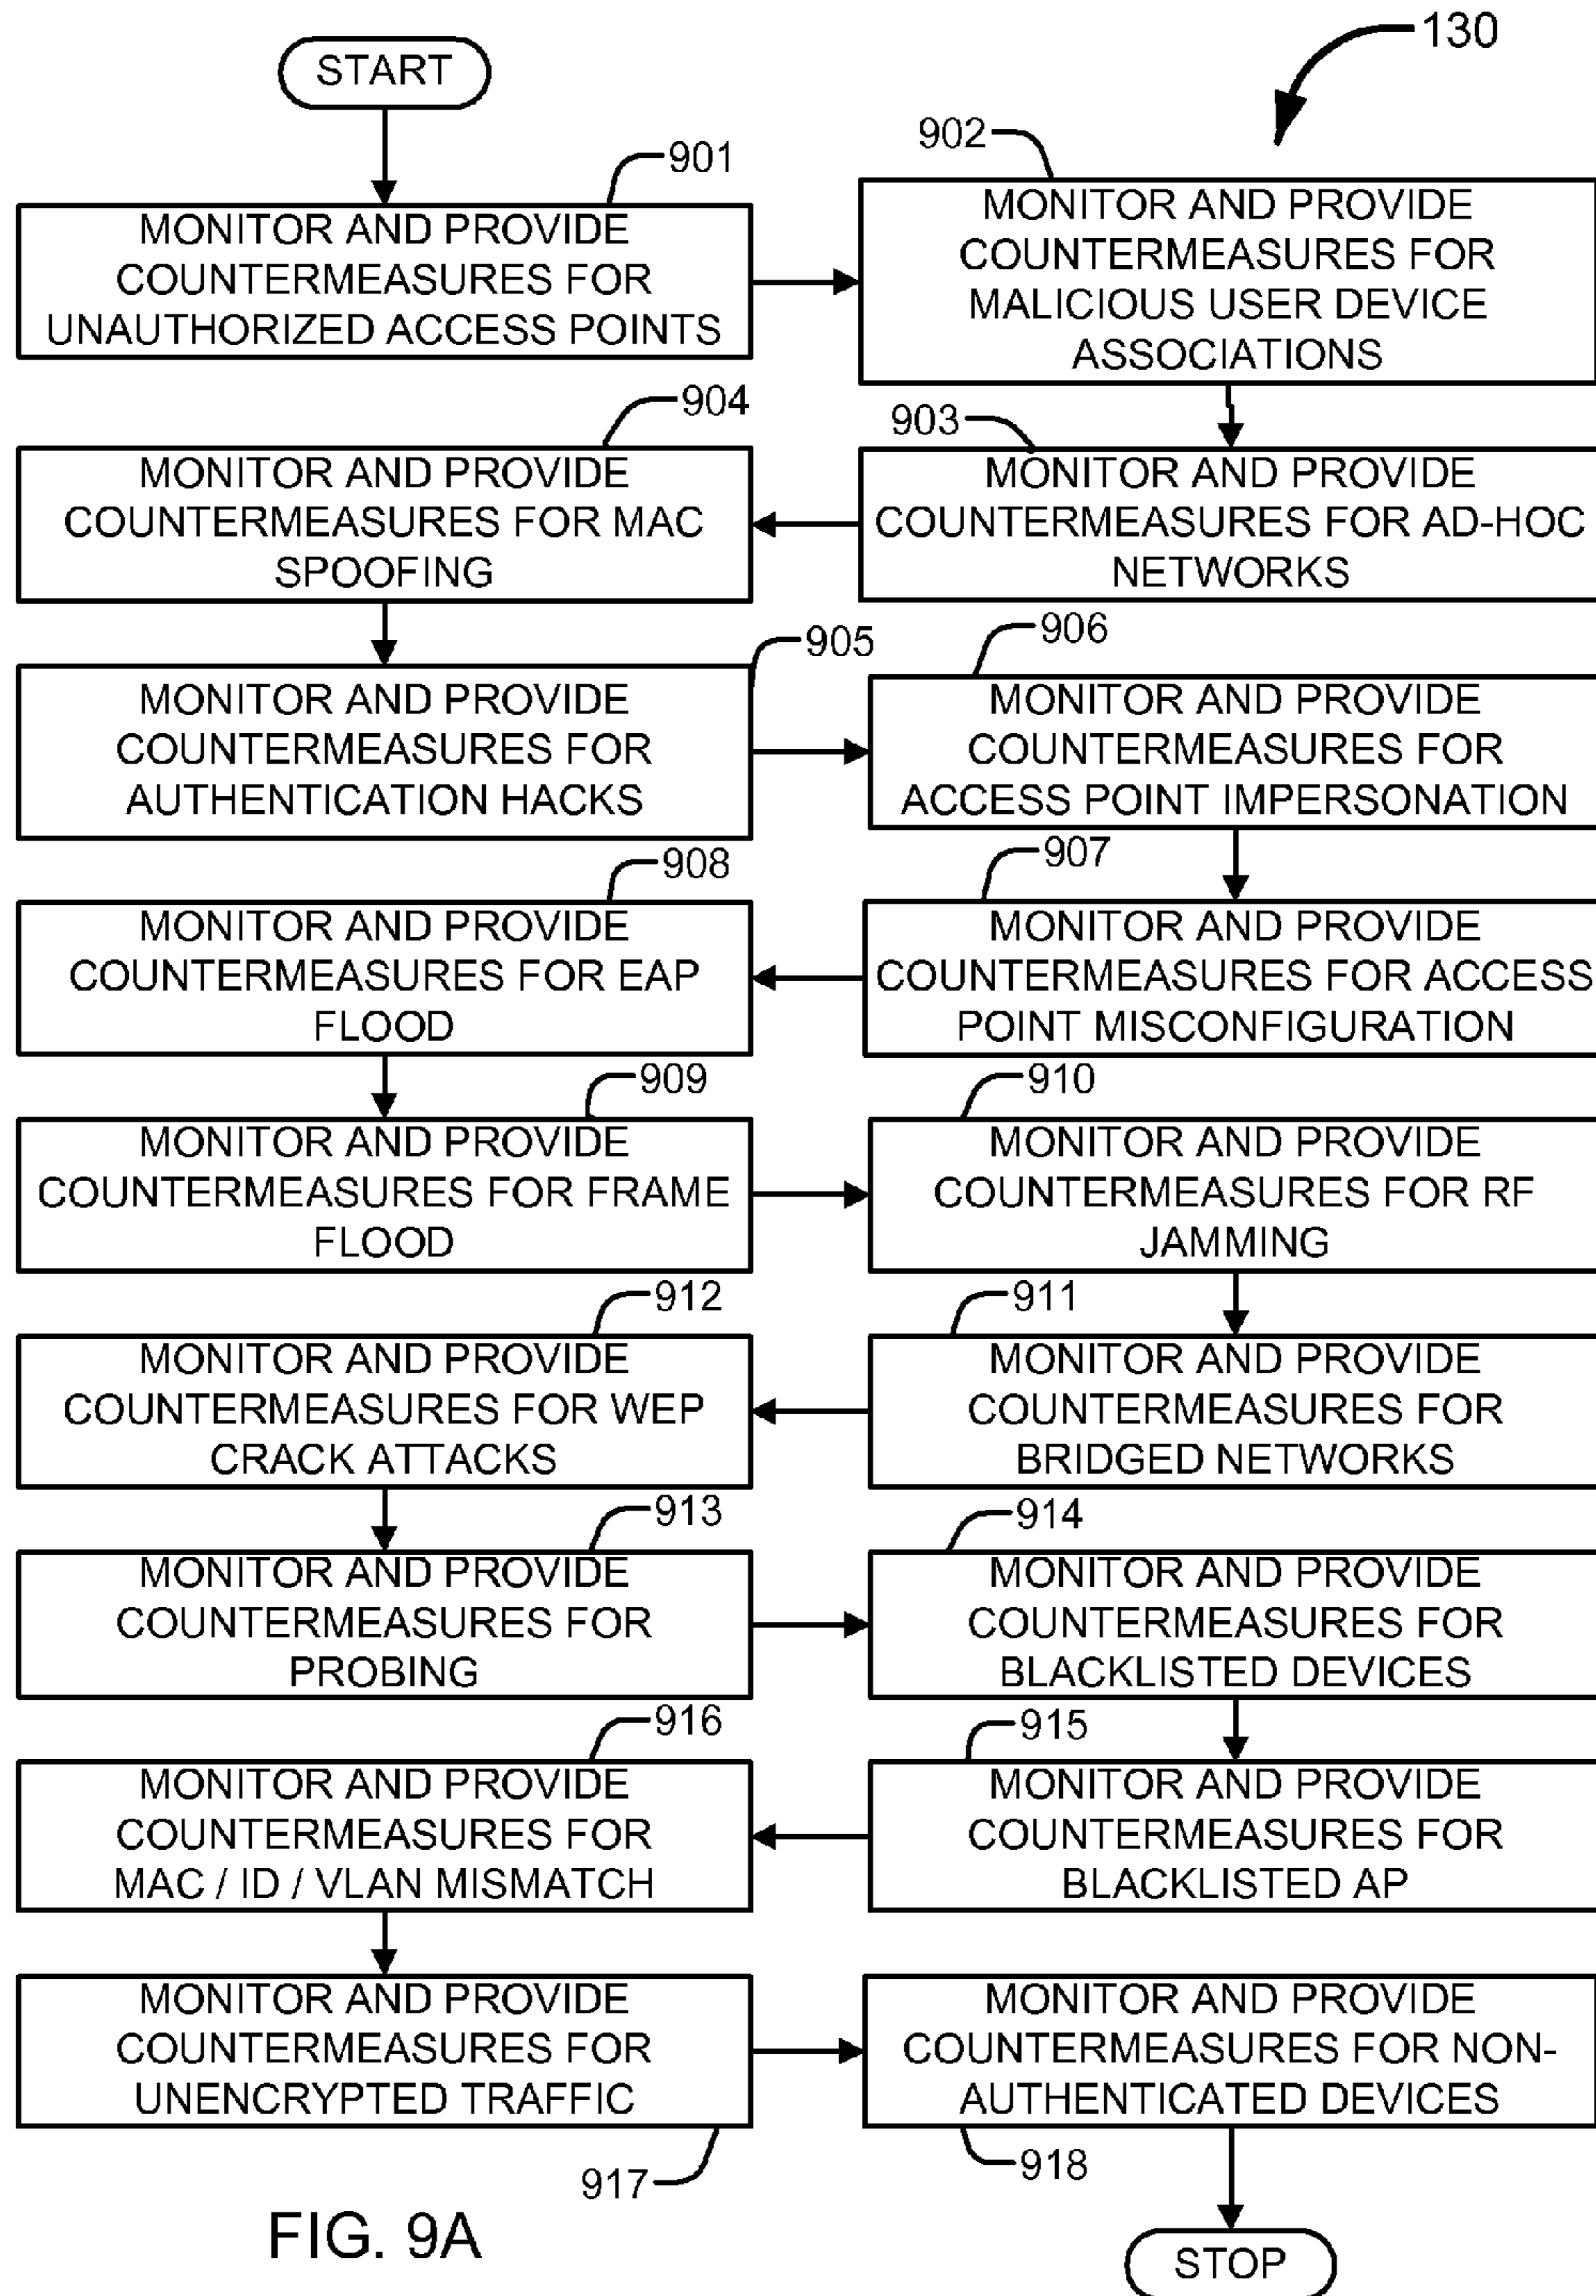 130
START
901
MONITOR AND PROVIDE
COUNTERMEASURES FOR
UNAUTHORIZED ACCESS POINTS
902
MONITOR AND PROVIDE
COUNTERMEASURES FOR
MALICIOUS USER DEVICE
ASSOCIATIONS
903
MONITOR AND PROVIDE
COUNTERMEASURES FOR AD-HOC
NETWORKS
904
MONITOR AND PROVIDE
COUNTERMEASURES FOR MAC
SPOOFING
905
MONITOR AND PROVIDE
COUNTERMEASURES FOR
AUTHENTICATION HACKS
906
MONITOR AND PROVIDE
COUNTERMEASURES FOR
ACCESS POINT IMPERSONATION
907
MONITOR AND PROVIDE
COUNTERMEASURES FOR ACCESS
POINT MISCONFIGURATION
908
MONITOR AND PROVIDE
COUNTERMEASURES FOR EAP
FLOOD
909
MONITOR AND PROVIDE
COUNTERMEASURES FOR FRAME
FLOOD
910
MONITOR AND PROVIDE
COUNTERMEASURES FOR RF
JAMMING
911
MONITOR AND PROVIDE
COUNTERMEASURES FOR
BRIDGED NETWORKS
912
MONITOR AND PROVIDE
COUNTERMEASURES FOR WEP
CRACK ATTACKS
913
MONITOR AND PROVIDE
COUNTERMEASURES FOR
PROBING
914
MONITOR AND PROVIDE
COUNTERMEASURES FOR
BLACKLISTED DEVICES
915
MONITOR AND PROVIDE
COUNTERMEASURES FOR
BLACKLISTED AP
916
MONITOR AND PROVIDE
COUNTERMEASURES FOR
MAC / ID / VLAN MISMATCH
MONITOR AND PROVIDE
COUNTERMEASURES FOR
UNENCRYPTED TRAFFIC
917
MONITOR AND PROVIDE
COUNTERMEASURES FOR NON-
AUTHENTICATED DEVICES
918
STOP
FIG. 9A